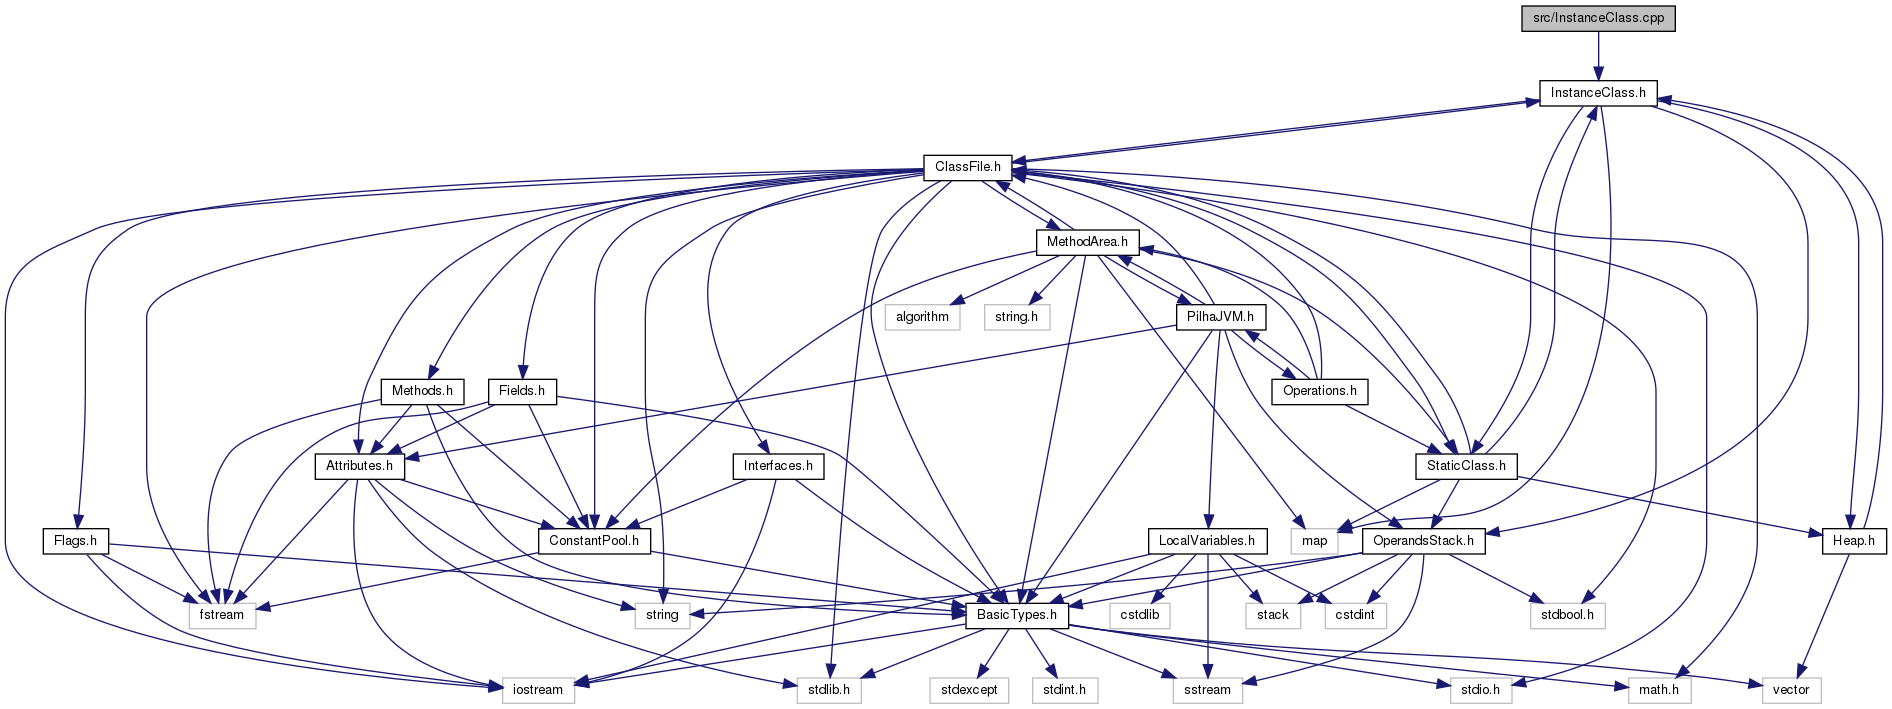 src/InstanceClass.cpp
InstanceClass.h
ClassFile.h
MethodArea.h
algorithm
string.h
PilhaJVM.h
Methods.h
Fields.h
Operations.h
Attributes.h
Interfaces.h
StaticClass.h
Flags.h
ConstantPool.h
LocalVariables.h
map
OperandsStack.h
Heap.h
fstream
string
BasicTypes.h
cstdlib
stack
cstdint
stdbool.h
iostream
stdlib.h
stdexcept
stdint.h
sstream
stdio.h
math.h
vector